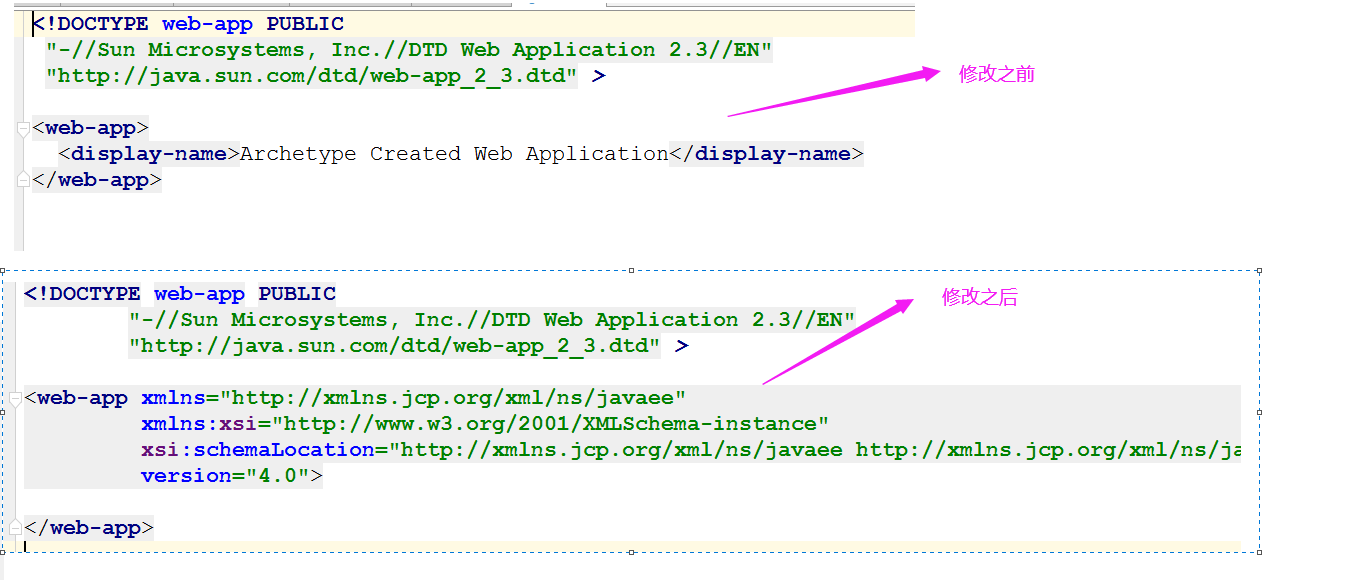 <!DOCTYPE web-app PUBLIC
"-//Sun Microsystems, Inc.//DTD Web Application 2.3//EN"
"http://java.sun.com/dtd/web-app_2_3.dtd" >
修改之前
<web-app>
<display-name>Archetype Created Web Application</display-name>
</web-app>
<!DOCTYPE web-app PUBLIC
修改之后
"-//Sun Microsystems, Inc.//DTD Web Application 2.3//EN"
"http://java.sun.com/dtd/web-app_2_3.dtd" >
<web-app xmlns="http://xmlns.jcp.org/xml/ns/javaee"
xmlns:xsi="http://www.w3.org/2001/XMLSchema-instance"
xsi:schemaLocation="http://xmlns.jcp.org/xml/ns/javaee http://xmlns.jcp.org/xml/ns/ja
version="4.0">
</web-app>